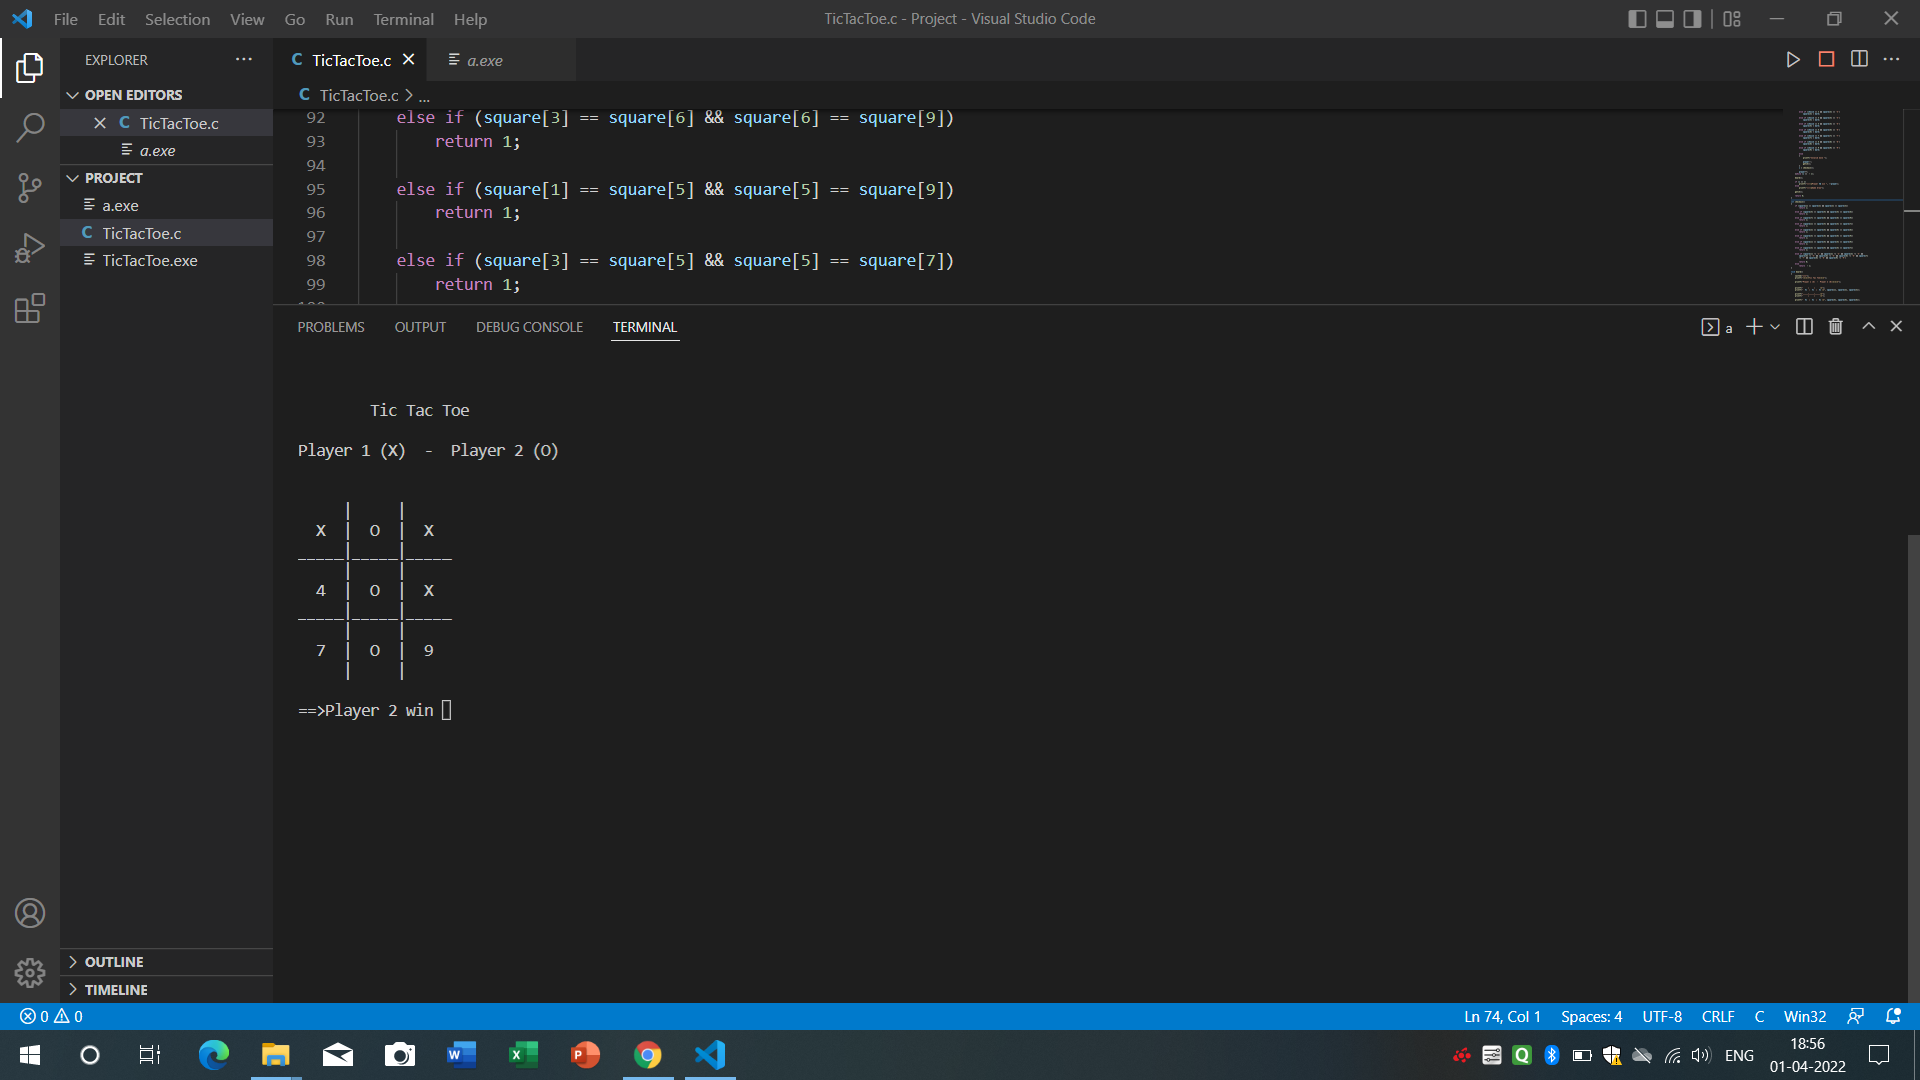 File Edit Selection View Go Run Terminal Help
TicTacToe.c - Project - Visual Studio Code
EXPLORER
OPEN EDITORS
TicTacToe.c
a.exe
PROJECT
a.exe
TicTacToe.c
TicTacToe.exe
OUTLINE
TIMELINE
TicTacToe.c
a.exe
TicTacToe.c > ...
92 else if (square[3] == square[6] && square[6] == square[9])
93 return 1;
94
95 else if (square[1] == square[5] && square[5] == square[9])
96 return 1;
97
98 else if (square[3] == square[5] && square[5] == square[7])
99 return 1;
PROBLEMS OUTPUT DEBUG CONSOLE TERMINAL
a
Tic Tac Toe
Player 1 (X)  -  Player 2 (O)
     |     |
  X  |  O  |  X
_____|_____|_____
     |     |
  4  |  O  |  X
_____|_____|_____
     |     |
  7  |  O  |  9
     |     |
==>Player 2 win
0 0
Ln 74, Col 1 Spaces: 4 UTF-8 CRLF C Win32
ENG
18:56
01-04-2022